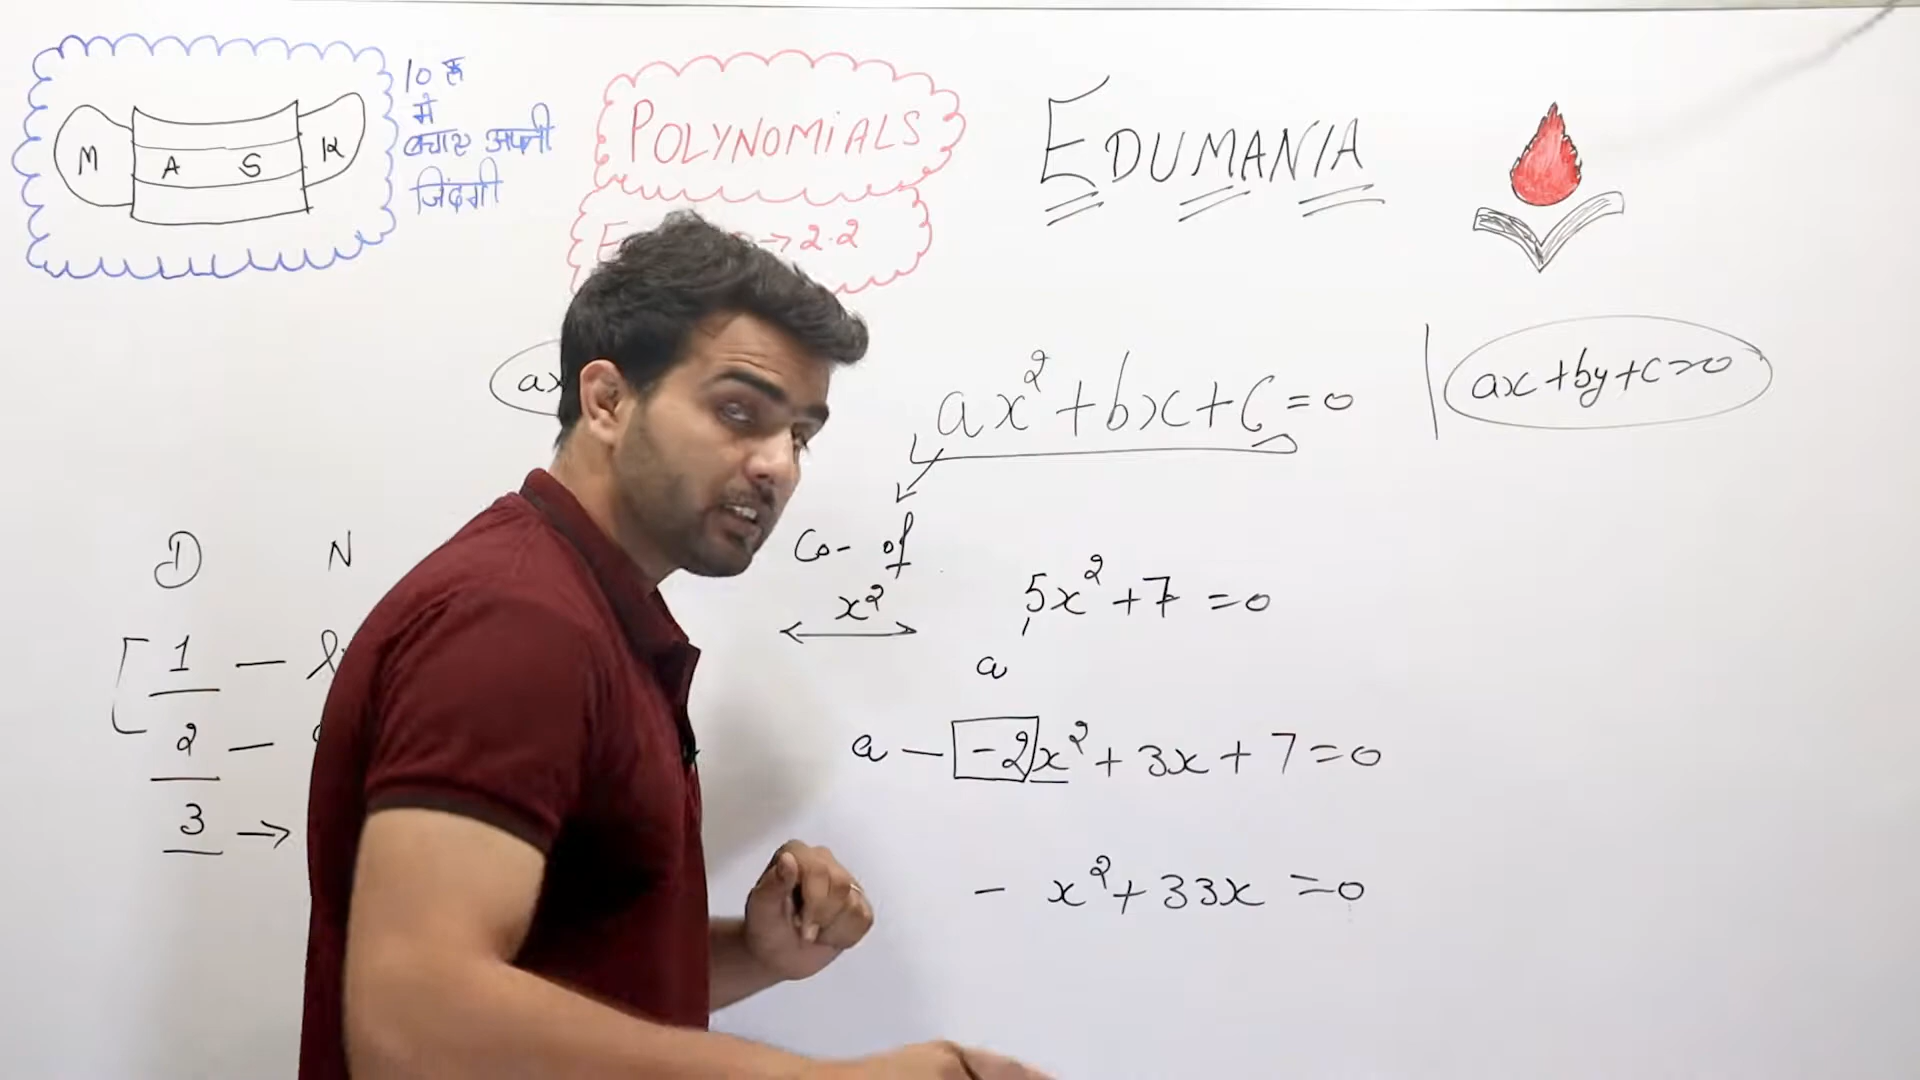 M A S K
10 रु
में
बचाए अपनी
जिंदगी
POLYNOMIALS
→ 2.2
EDUMANIA
ax
ax² + bx + c = 0
ax + by + c = 0
Co- of
x²
5x² + 7 = 0
a
D N
1 —
2 —
3 →
a — -2x² + 3x + 7 = 0
- x² + 33x = 0